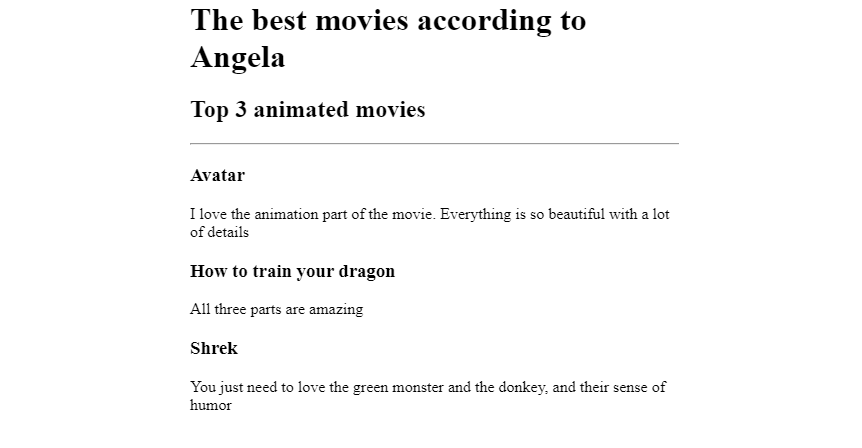 The best movies according to
Angela
Top 3 animated movies
Avatar
I love the animation part of the movie. Everything is so beautiful with a lot
of details
How to train your dragon
All three parts are amazing
Shrek
You just need to love the green monster and the donkey, and their sense of
humor